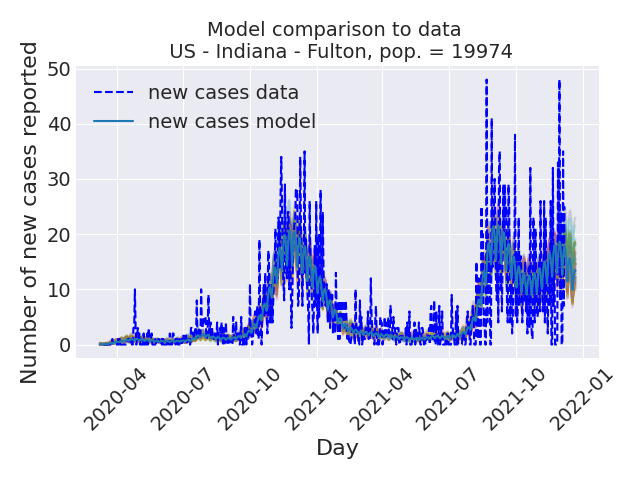 Model comparison to data
US - Indiana - Fulton, pop. = 19974
Number of new cases reported
50
40
30
20
10
0
new cases data
new cases model
2020-04
2020-07
2020-10
2021-01
2021-04
2021-07
2021-10
2022-01
Day